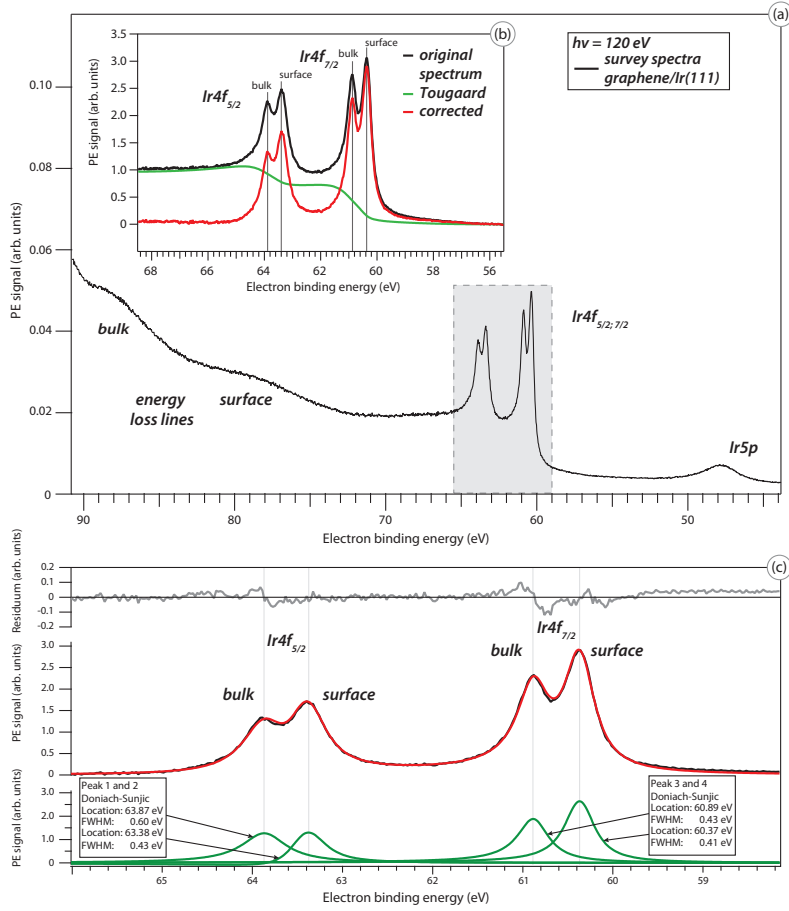 (a)
PE signal (arb. units)
0.10
0.08
0.06
0.04
0.02
0
90
80
70
60
50
Electron binding energy (eV)
hν = 120 eV
survey spectra
graphene/Ir(111)
bulk
energy
loss lines
surface
Ir4f5/2; 7/2
Ir5p
(b)
PE signal (arb. units)
3.5
3.0
2.5
2.0
1.5
1.0
0.5
0
68
66
64
62
60
58
56
Electron binding energy (eV)
Ir4f5/2
bulk
surface
Ir4f7/2
bulk
surface
original
spectrum
Tougaard
corrected
(c)
Residuum (arb. units)
0.2
0.1
0
-0.1
-0.2
Ir4f5/2
Ir4f7/2
bulk
surface
bulk
surface
PE signal (arb. units)
3.0
2.5
2.0
1.5
1.0
0.5
0
Peak 1 and 2
Doniach-Sunjic
Location: 63.87 eV
FWHM: 0.60 eV
Location: 63.38 eV
FWHM: 0.43 eV
Peak 3 and 4
Doniach-Sunjic
Location: 60.89 eV
FWHM: 0.43 eV
Location: 60.37 eV
FWHM: 0.41 eV
PE signal (arb. units)
3.0
2.0
1.0
0
65
64
63
62
61
60
59
Electron binding energy (eV)